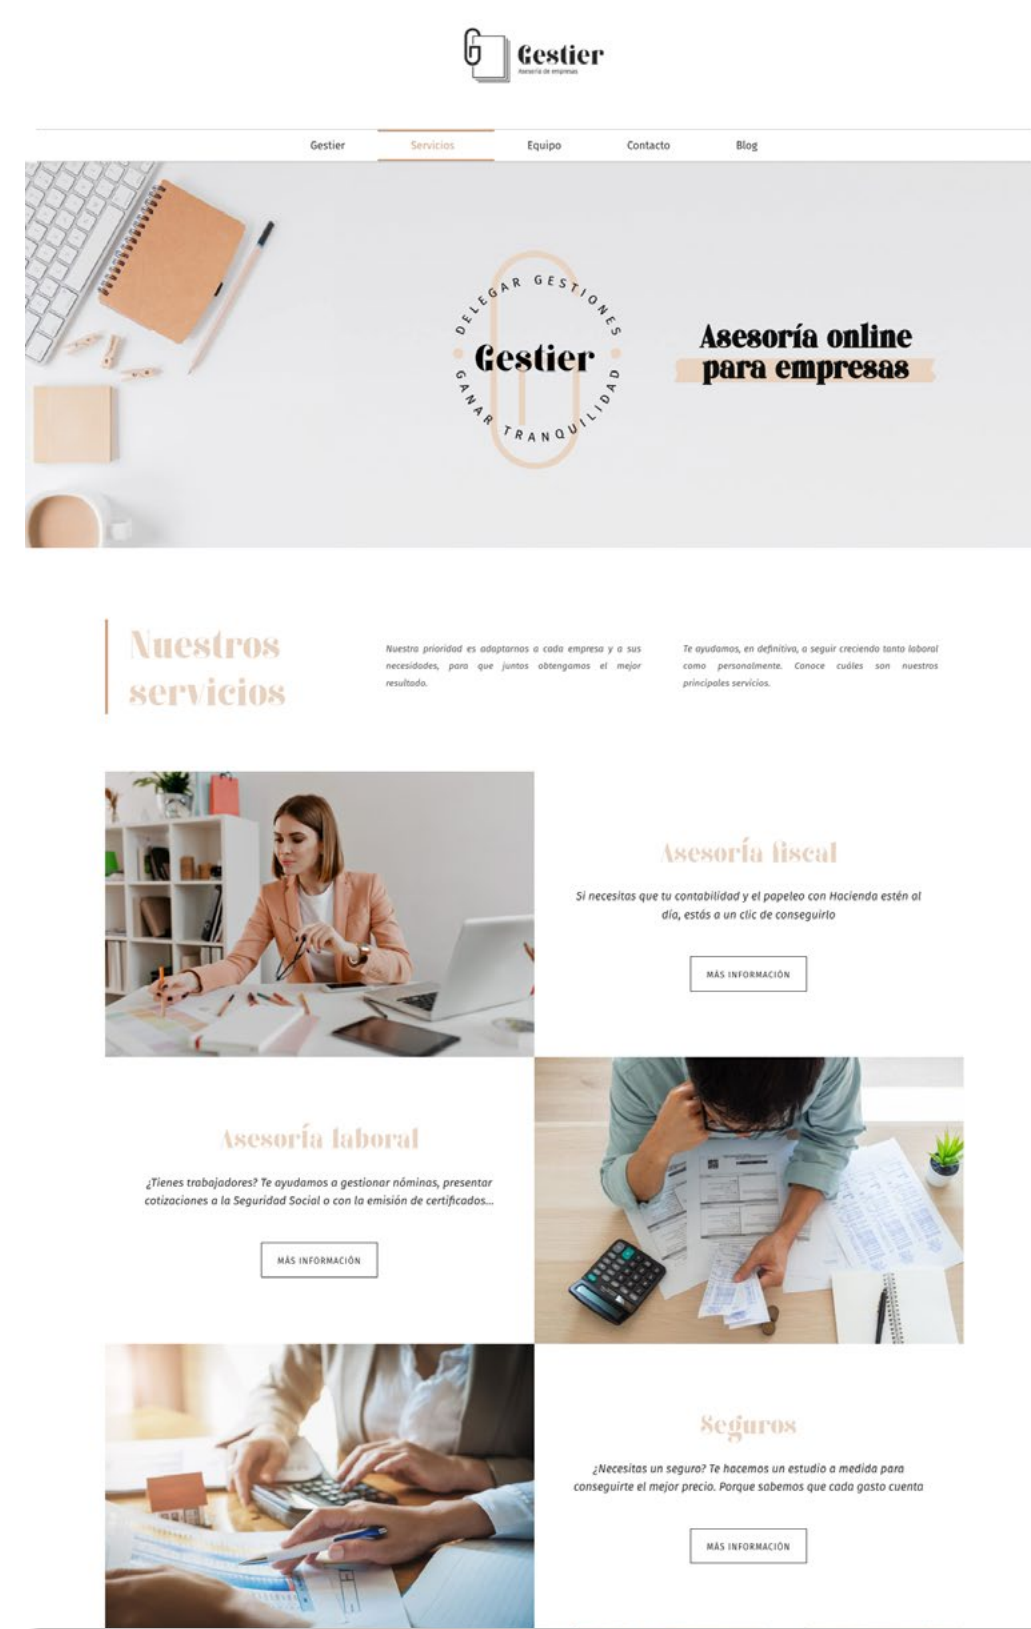 G
Gestier
Asesoría de empresas
Gestier Servicios Equipo Contacto Blog
DELEGAR GESTIONES
Gestier
GANAR TRANQUILIDAD
Asesoría online
para empresas
Nuestros
servicios
Nuestra prioridad es adaptarnos a cada empresa y a sus
necesidades, para que juntos obtengamos el mejor
resultado.
Te ayudamos, en definitiva, a seguir creciendo tanto laboral
como personalmente. Conoce cuáles son nuestros
principales servicios.
Asesoría fiscal
Si necesitas que tu contabilidad y el papeleo con Hacienda estén al
día, estás a un clic de conseguirlo
MÁS INFORMACIÓN
Asesoría laboral
¿Tienes trabajadores? Te ayudamos a gestionar nóminas, presentar
cotizaciones a la Seguridad Social o con la emisión de certificados...
MÁS INFORMACIÓN
Seguros
¿Necesitas un seguro? Te hacemos un estudio a medida para
conseguirte el mejor precio. Porque sabemos que cada gasto cuenta
MÁS INFORMACIÓN